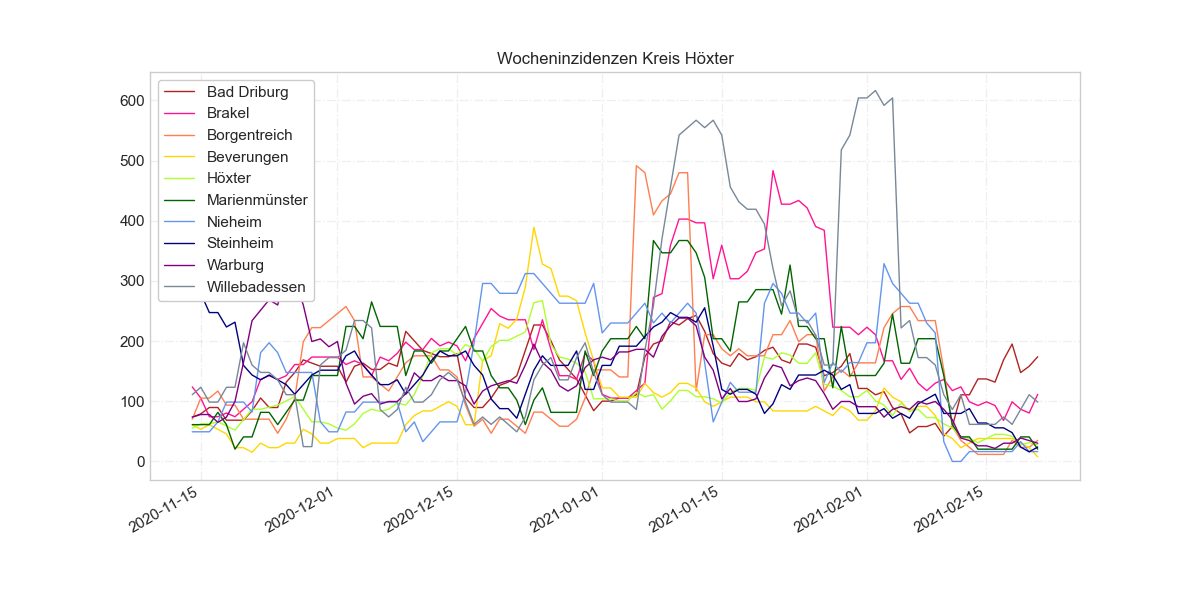 Wocheninzidenzen Kreis Höxter
Bad Driburg
Brakel
Borgentreich
Beverungen
Höxter
Marienmünster
Nieheim
Steinheim
Warburg
Willebadessen
600
500
400
300
200
100
0
2020-11-15
2020-12-01
2020-12-15
2021-01-01
2021-01-15
2021-02-01
2021-02-15